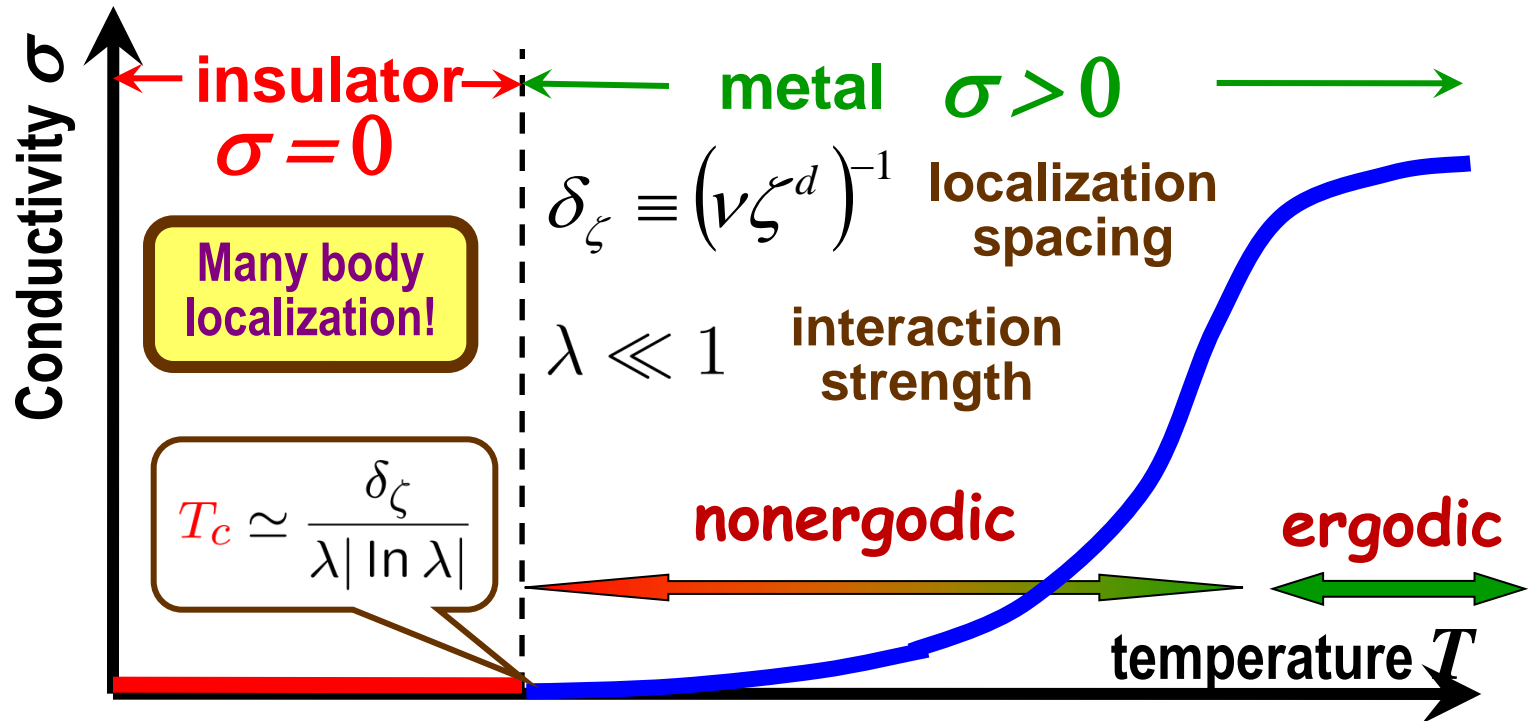 Conductivity σ
insulator
σ = 0
metal σ > 0
δ_ζ ≡ (νζ^d)^−1
localization
spacing
Many body
localization!
λ ≪ 1
interaction
strength
T_c ≃ δ_ζ / λ| ln λ|
nonergodic
ergodic
temperature T